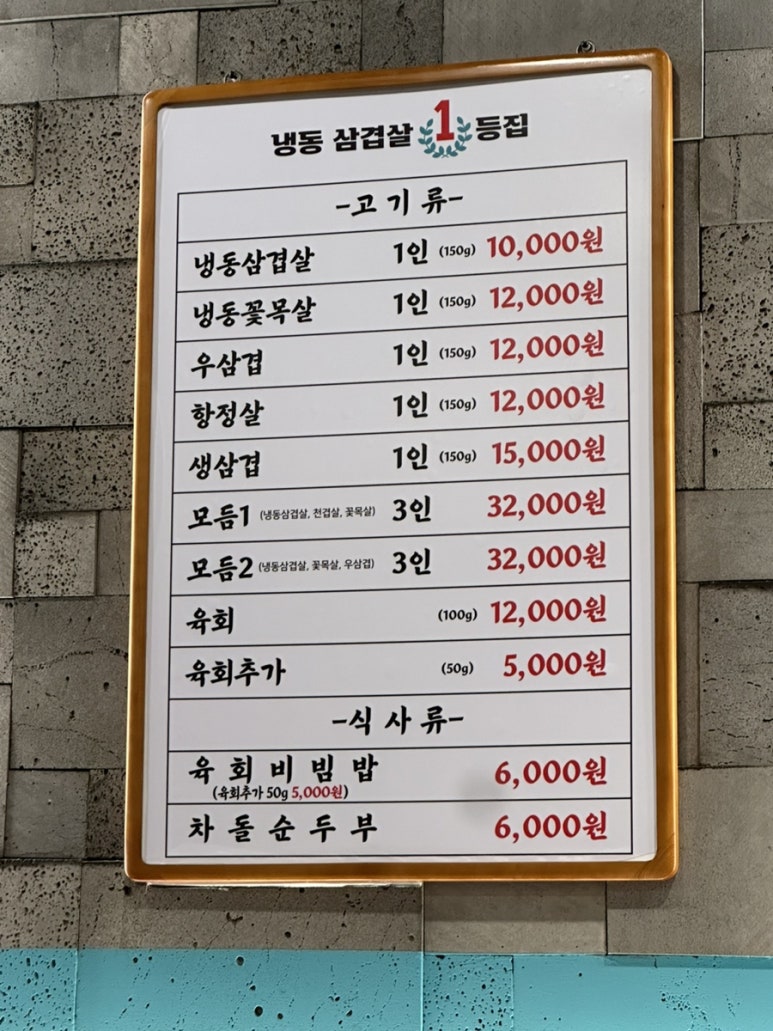 냉동 삼겹살 1 등집
-고 기 류-
냉동삼겹살 1인 (150g) 10,000원
냉동꽃목살 1인 (150g) 12,000원
우삼겹 1인 (150g) 12,000원
항정살 1인 (150g) 12,000원
생삼겹 1인 (150g) 15,000원
모듬1 (냉동삼겹살, 천겹살, 꽃목살) 3인 32,000원
모듬2 (냉동삼겹살, 꽃목살, 우삼겹) 3인 32,000원
육회 (100g) 12,000원
육회추가 (50g) 5,000원
-식 사 류-
육 회 비 빔 밥 6,000원
(육회추가 50g 5,000원)
차 돌 순 두 부 6,000원